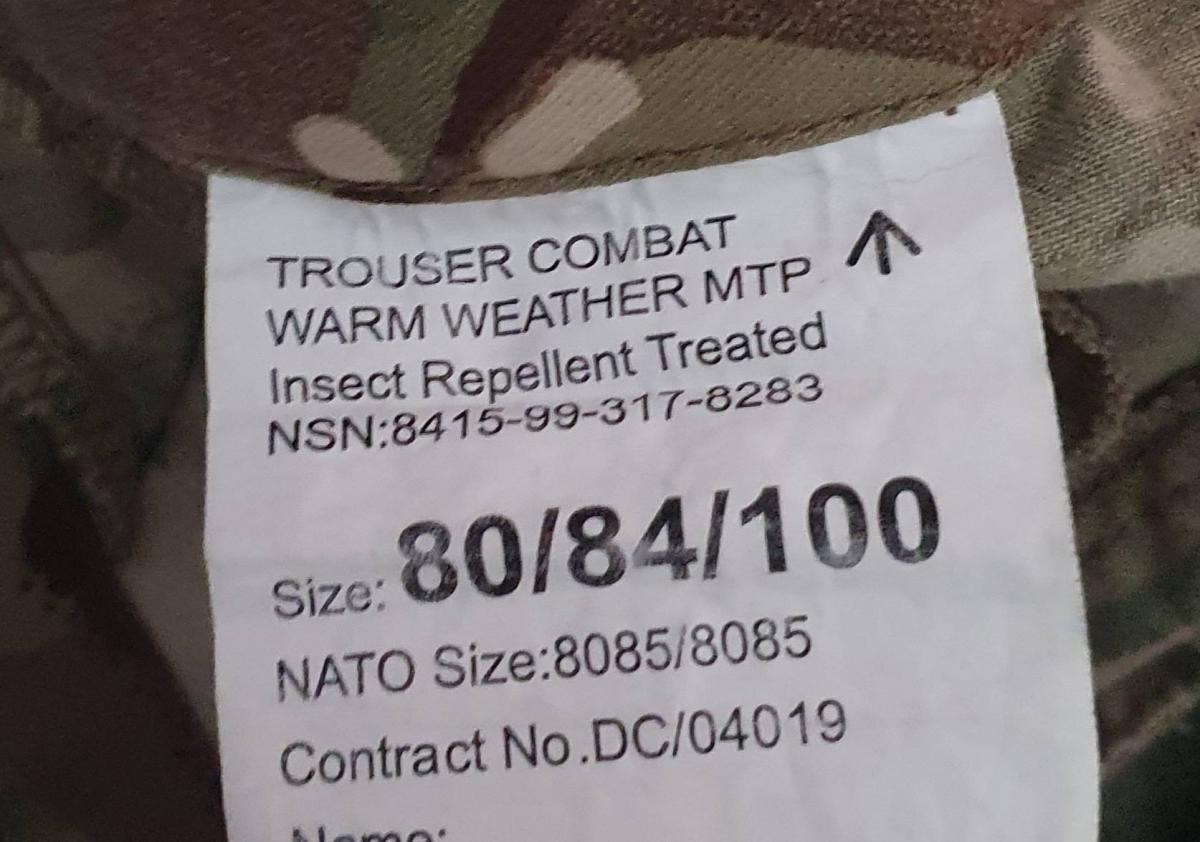 TROUSER COMBAT
WARM WEATHER MTP
Insect Repellent Treated
NSN:8415-99-317-8283
Size: 80/84/100
NATO Size:8085/8085
Contract No.DC/04019
Name: